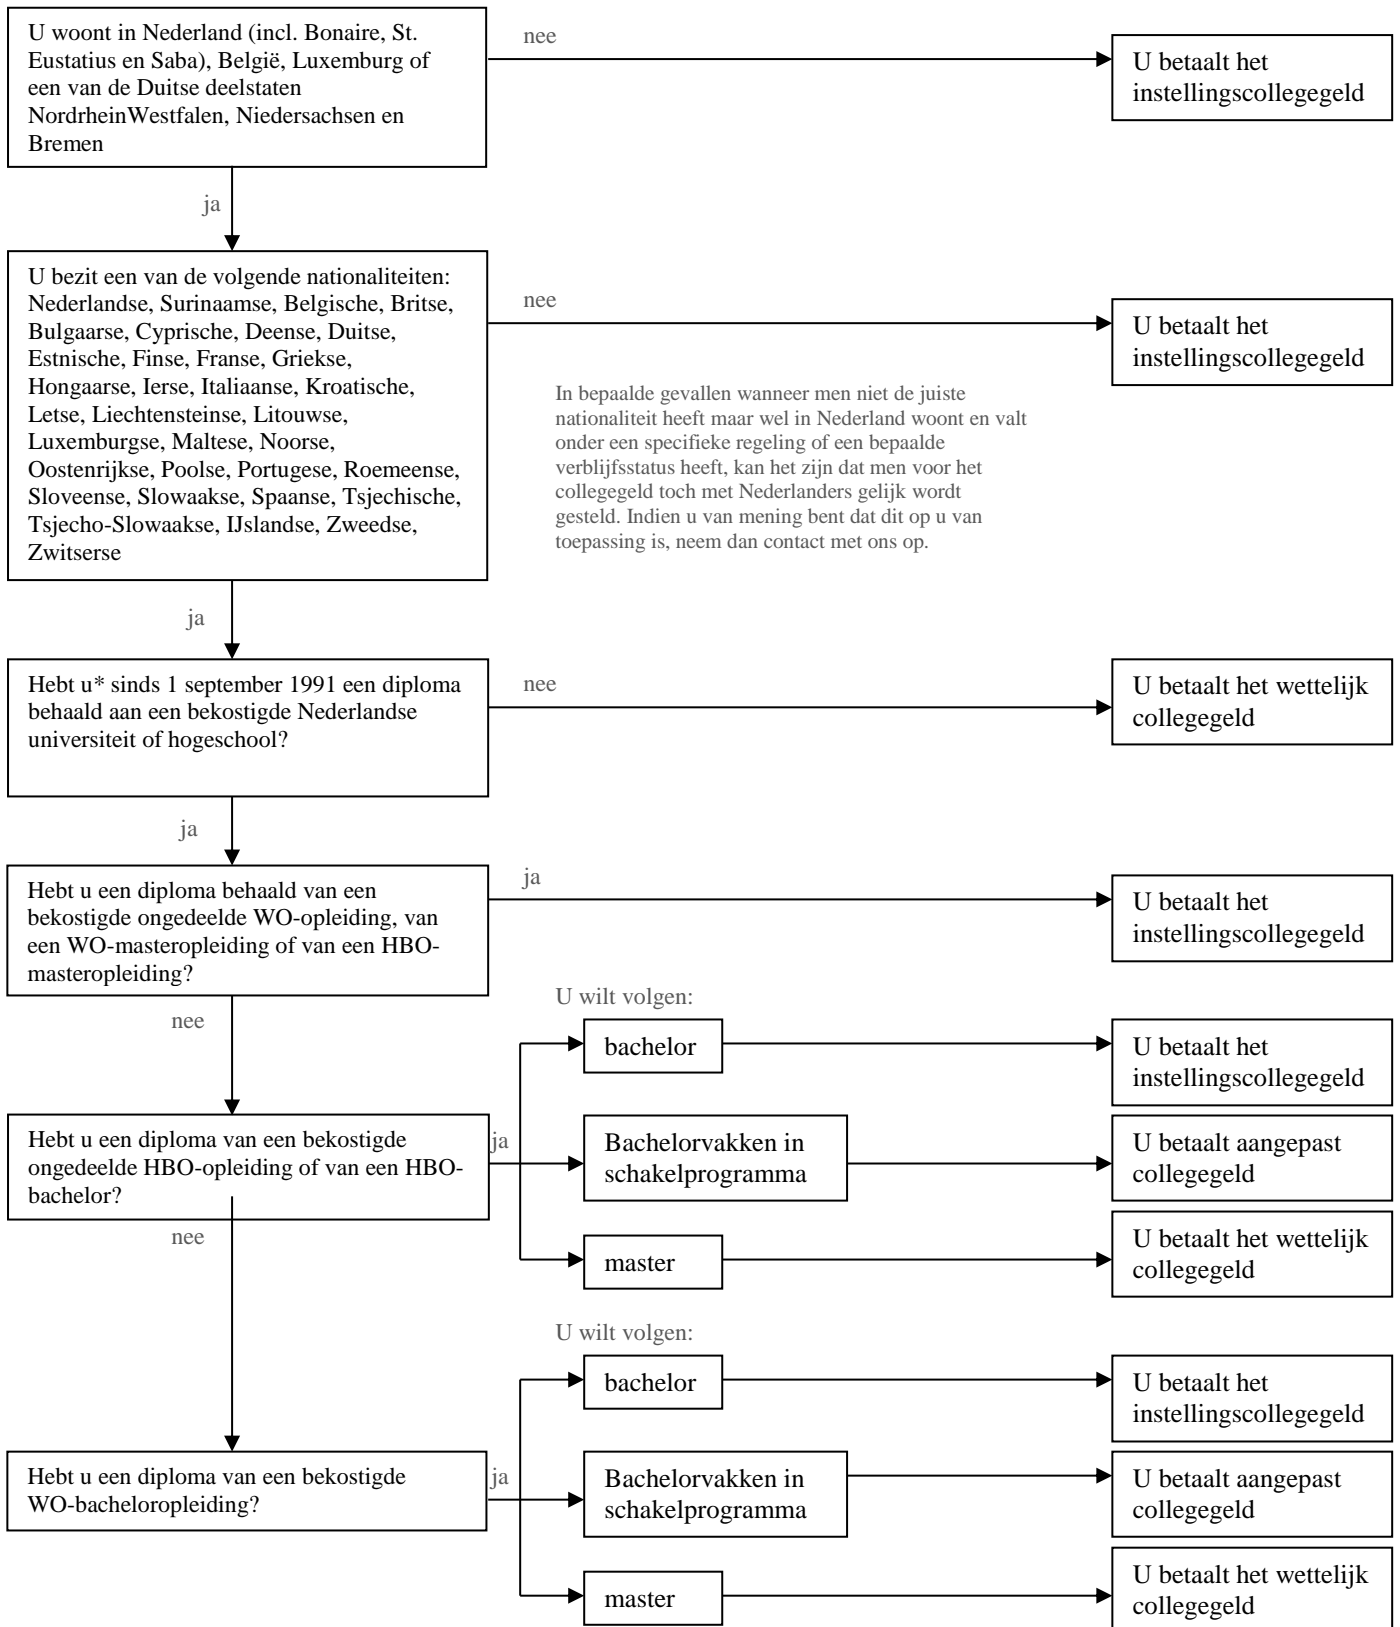 U woont in Nederland (incl. Bonaire, St.
Eustatius en Saba), België, Luxemburg of
een van de Duitse deelstaten
NordrheinWestfalen, Niedersachsen en
Bremen
nee
U betaalt het
instellingscollegegeld
ja
U bezit een van de volgende nationaliteiten:
Nederlandse, Surinaamse, Belgische, Britse,
Bulgaarse, Cyprische, Deense, Duitse,
Estnische, Finse, Franse, Griekse,
Hongaarse, Ierse, Italiaanse, Kroatische,
Letse, Liechtensteinse, Litouwse,
Luxemburgse, Maltese, Noorse,
Oostenrijkse, Poolse, Portugese, Roemeense,
Sloveense, Slowaakse, Spaanse, Tsjechische,
Tsjecho-Slowaakse, IJslandse, Zweedse,
Zwitserse
nee
U betaalt het
instellingscollegegeld
In bepaalde gevallen wanneer men niet de juiste
nationaliteit heeft maar wel in Nederland woont en valt
onder een specifieke regeling of een bepaalde
verblijfsstatus heeft, kan het zijn dat men voor het
collegegeld toch met Nederlanders gelijk wordt
gesteld. Indien u van mening bent dat dit op u van
toepassing is, neem dan contact met ons op.
ja
Hebt u* sinds 1 september 1991 een diploma
behaald aan een bekostigde Nederlandse
universiteit of hogeschool?
nee
U betaalt het wettelijk
collegegeld
ja
Hebt u een diploma behaald van een
bekostigde ongedeelde WO-opleiding, van
een WO-masteropleiding of van een HBO-
masteropleiding?
ja
U betaalt het
instellingscollegegeld
nee
U wilt volgen:
bachelor
U betaalt het
instellingscollegegeld
Hebt u een diploma van een bekostigde
ongedeelde HBO-opleiding of van een HBO-
bachelor?
ja
Bachelorvakken in
schakelprogramma
U betaalt aangepast
collegegeld
nee
master
U betaalt het wettelijk
collegegeld
U wilt volgen:
bachelor
U betaalt het
instellingscollegegeld
Hebt u een diploma van een bekostigde
WO-bacheloropleiding?
ja
Bachelorvakken in
schakelprogramma
U betaalt aangepast
collegegeld
master
U betaalt het wettelijk
collegegeld